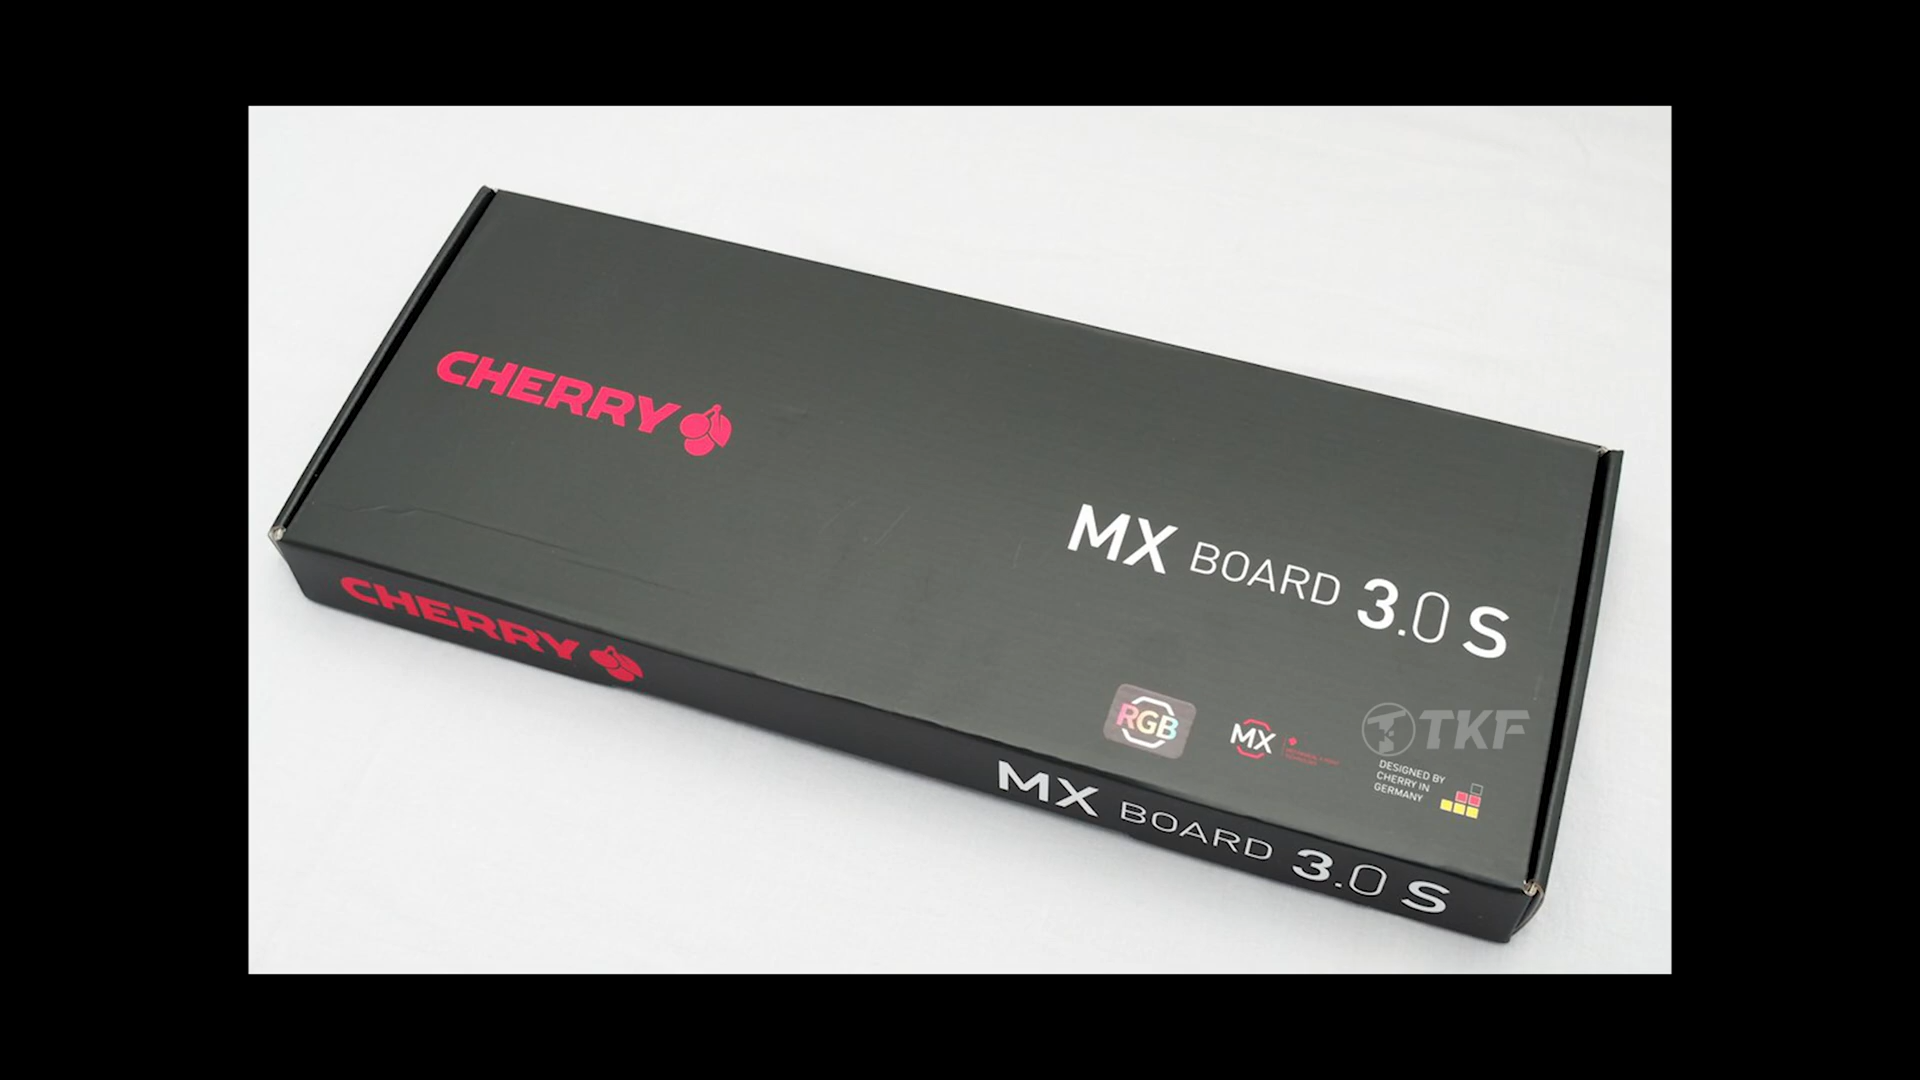 CHERRY
MX BOARD 3.0 S
RGB
MX
TKF
DESIGNED BY
CHERRY IN
GERMANY
CHERRY
MX BOARD 3.0 S